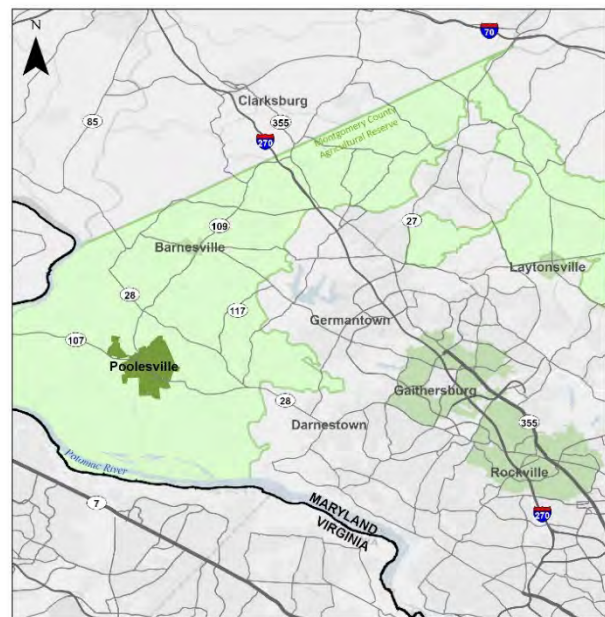 N
70
85
Clarksburg
355
270
Montgomery County
Agricultural Reserve
109
27
Barnesville
Laytonsville
28
117
Germantown
107
Poolesville
Gaithersburg
28
355
Darnestown
Potomac River
Rockville
7
MARYLAND
VIRGINIA
270